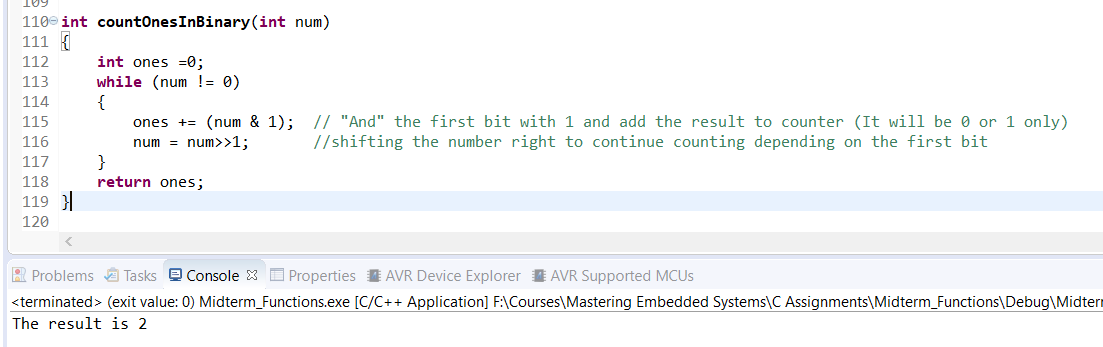 109
110 int countOnesInBinary(int num)
111 {
112 int ones =0;
113 while (num != 0)
114 {
115 ones += (num & 1); // "And" the first bit with 1 and add the result to counter (It will be 0 or 1 only)
116 num = num>>1; //shifting the number right to continue counting depending on the first bit
117 }
118 return ones;
119 }
120
Problems Tasks Console Properties AVR Device Explorer AVR Supported MCUs
<terminated> (exit value: 0) Midterm_Functions.exe [C/C++ Application] F:\Courses\Mastering Embedded Systems\C Assignments\Midterm_Functions\Debug\Midterr
The result is 2